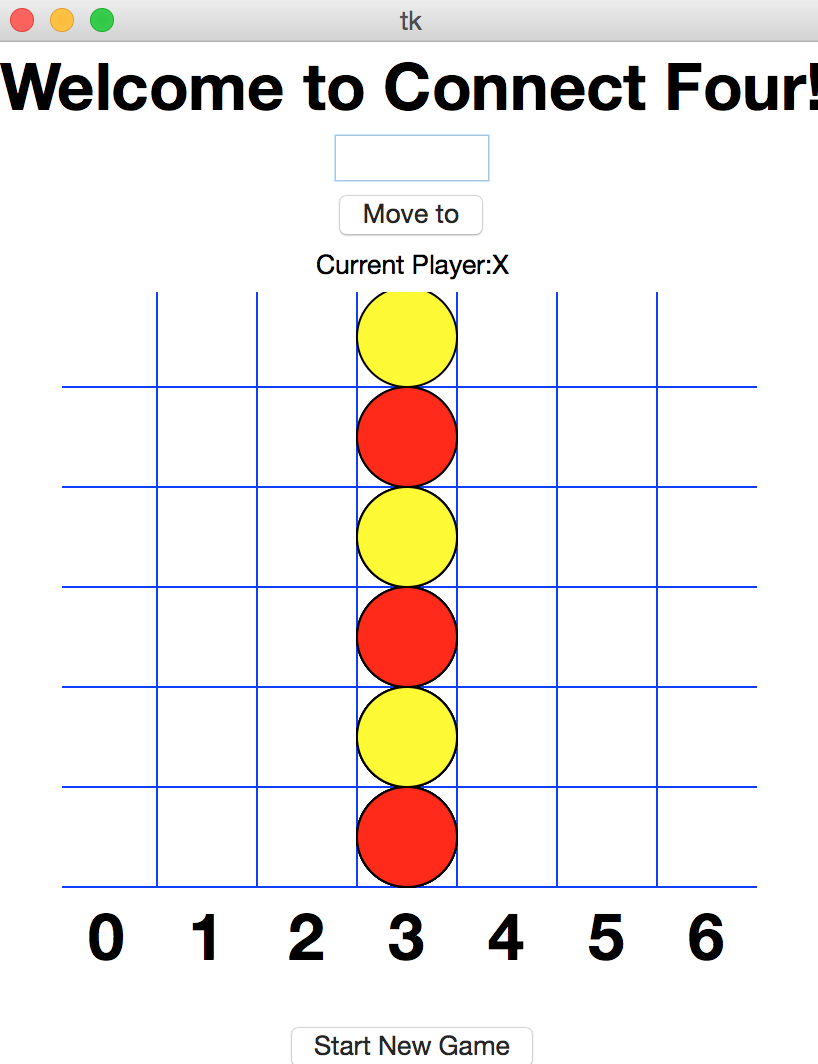 tk
Welcome to Connect Four!
Move to
Current Player:X
0 1 2 3 4 5 6
Start New Game